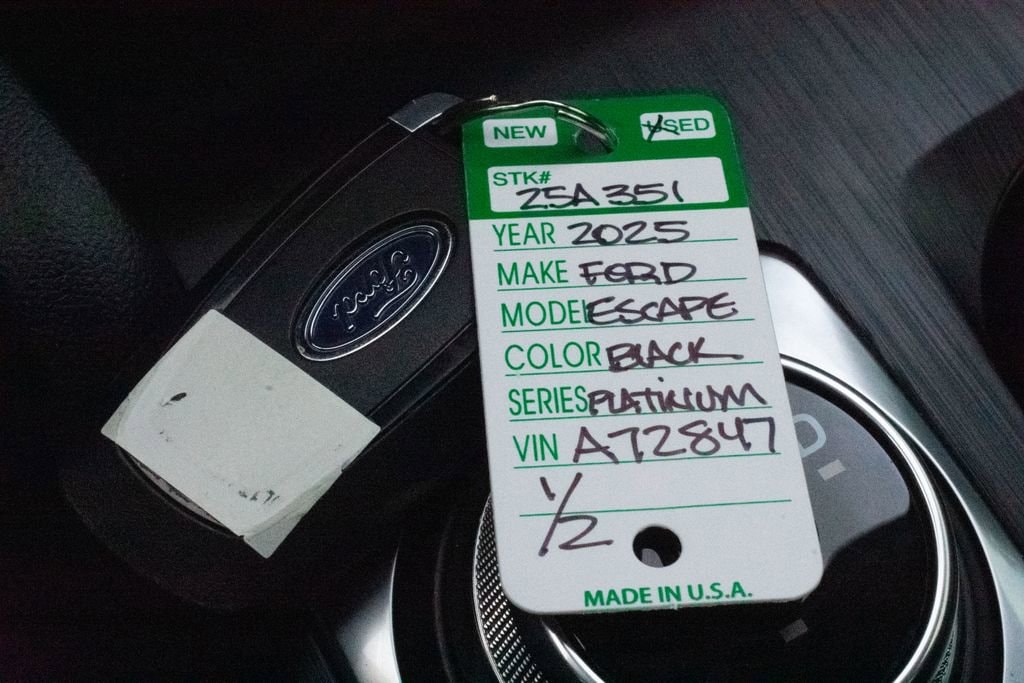 NEW USED
STK# 25A351
YEAR 2025
MAKE FORD
MODEL ESCAPE
COLOR BLACK
SERIES PLATINUM
VIN A72847
1/2
MADE IN U.S.A.
Ford